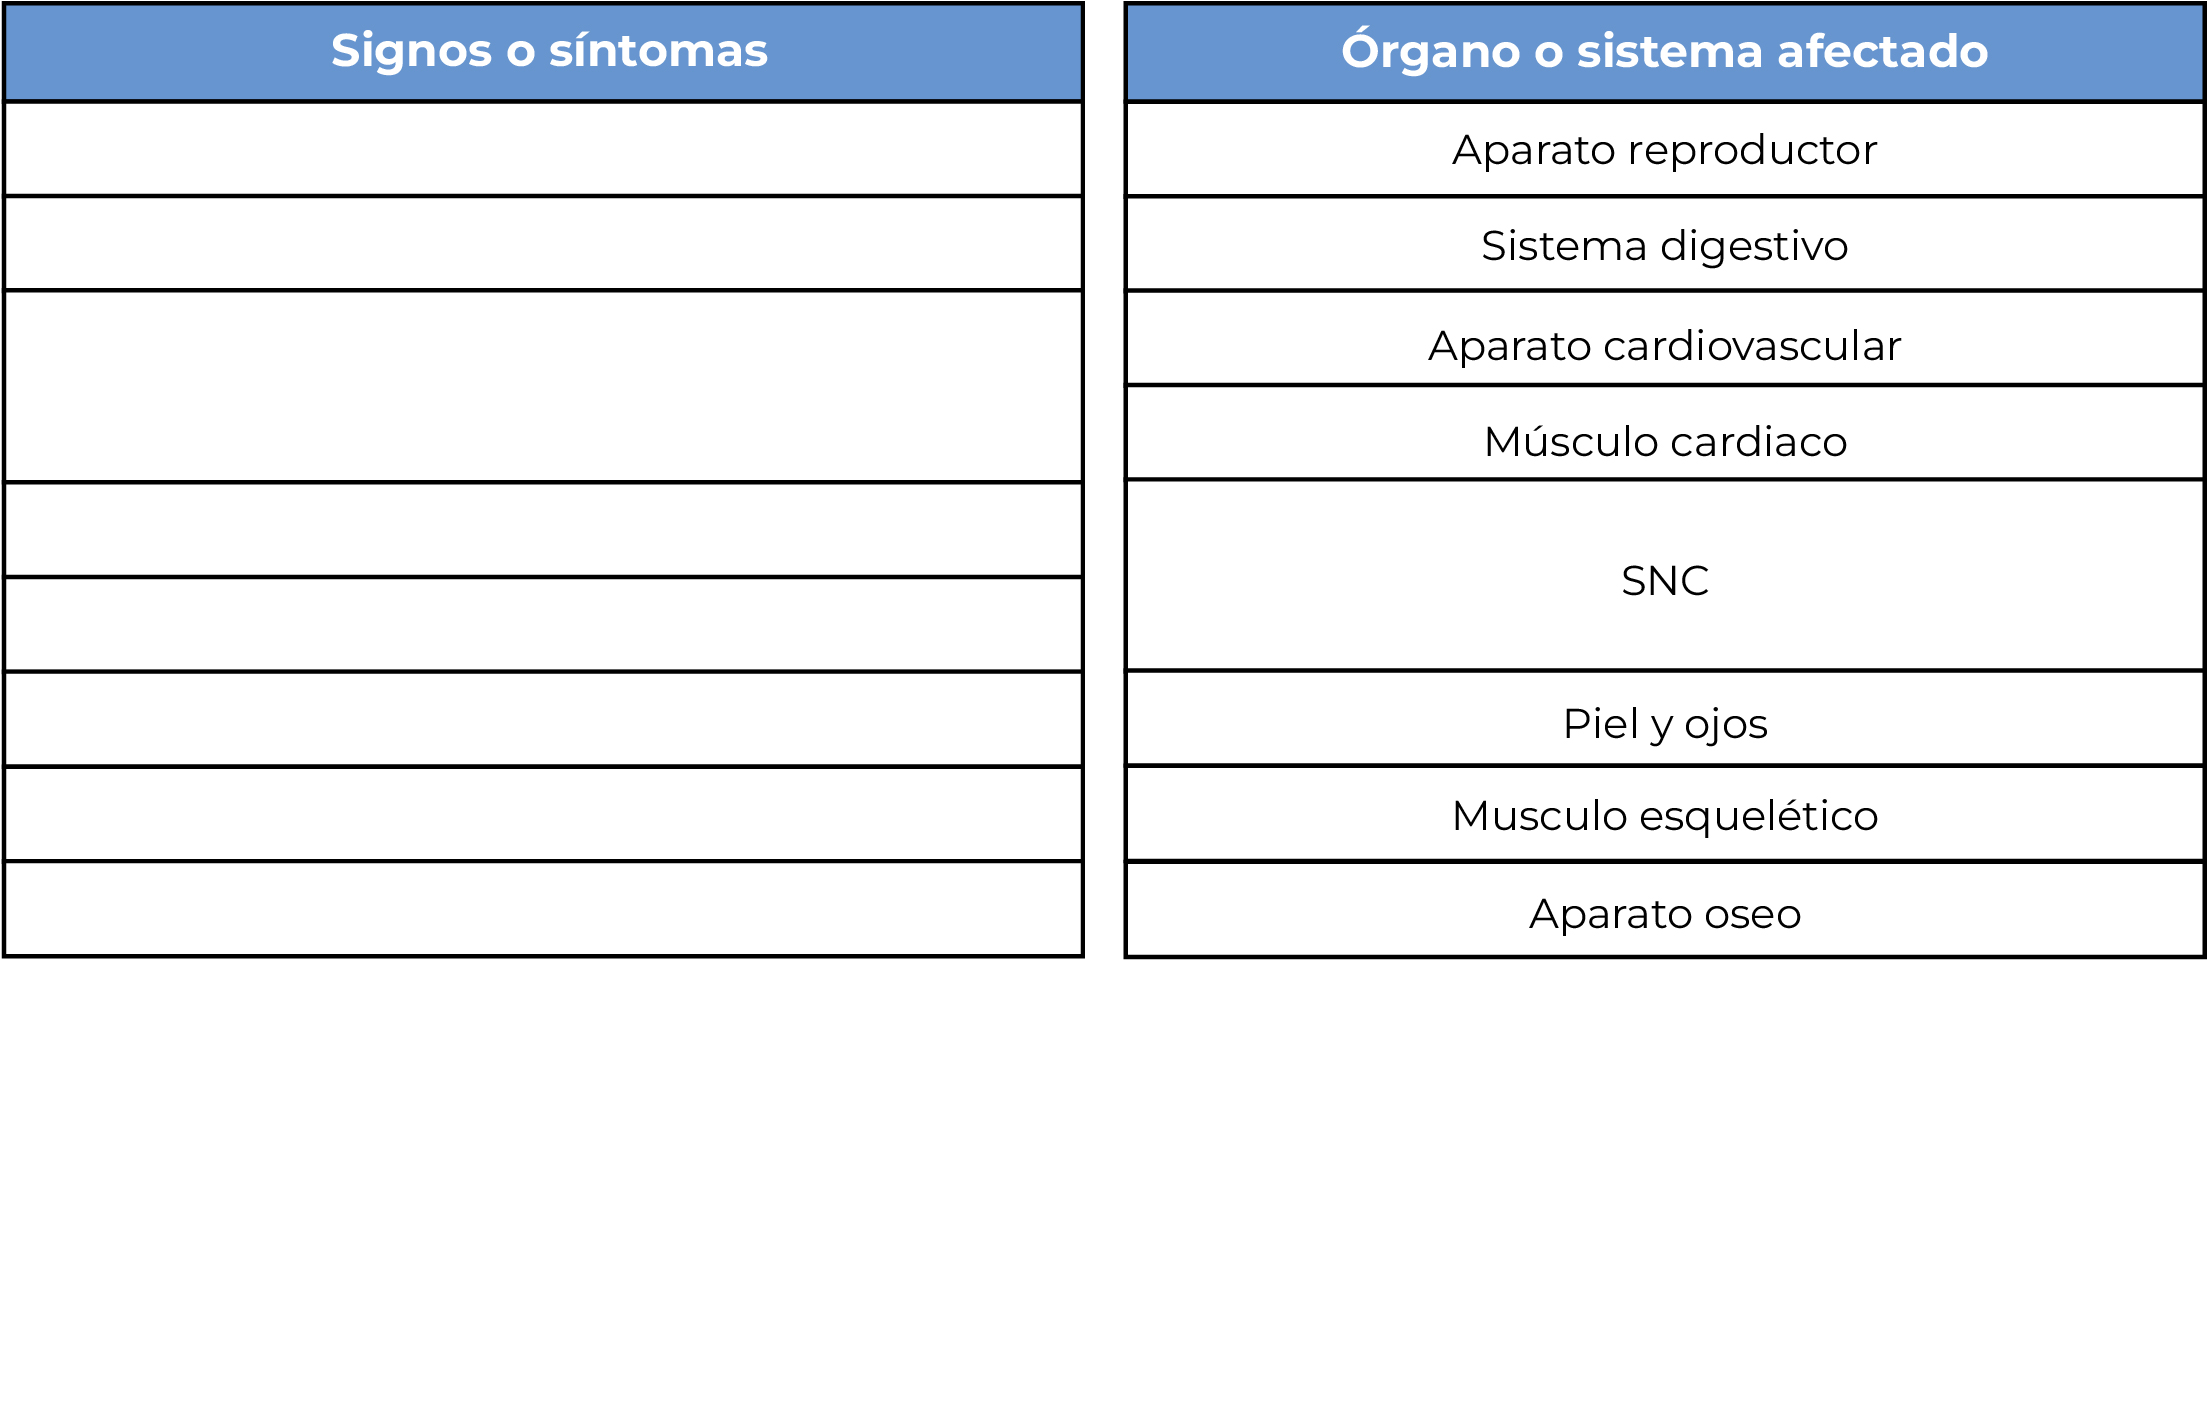 Signos o síntomas
Órgano o sistema afectado
Aparato reproductor
Sistema digestivo
Aparato cardiovascular
Músculo cardiaco
SNC
Piel y ojos
Musculo esquelético
Aparato oseo